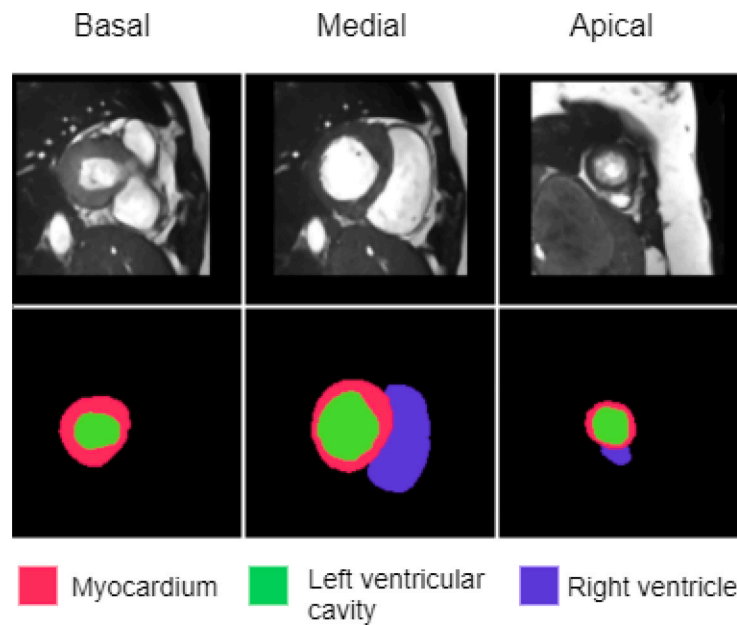 Basal
Medial
Apical
Myocardium
Left ventricular
cavity
Right ventricle